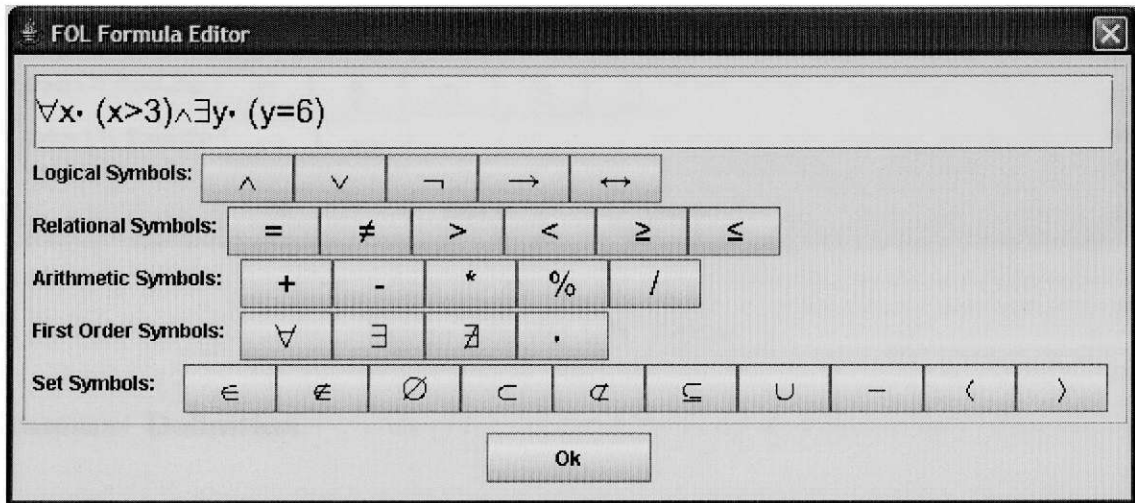 FOL Formula Editor
∀x· (x>3)∧∃y· (y=6)
Logical Symbols: ∧ ∨ ¬ → ↔
Relational Symbols: = ≠ > < ≥ ≤
Arithmetic Symbols: + - * % /
First Order Symbols: ∀ ∃ ∄ ·
Set Symbols: ∈ ∉ ∅ ⊂ ⊄ ⊆ ∪ − ⟨ ⟩
Ok